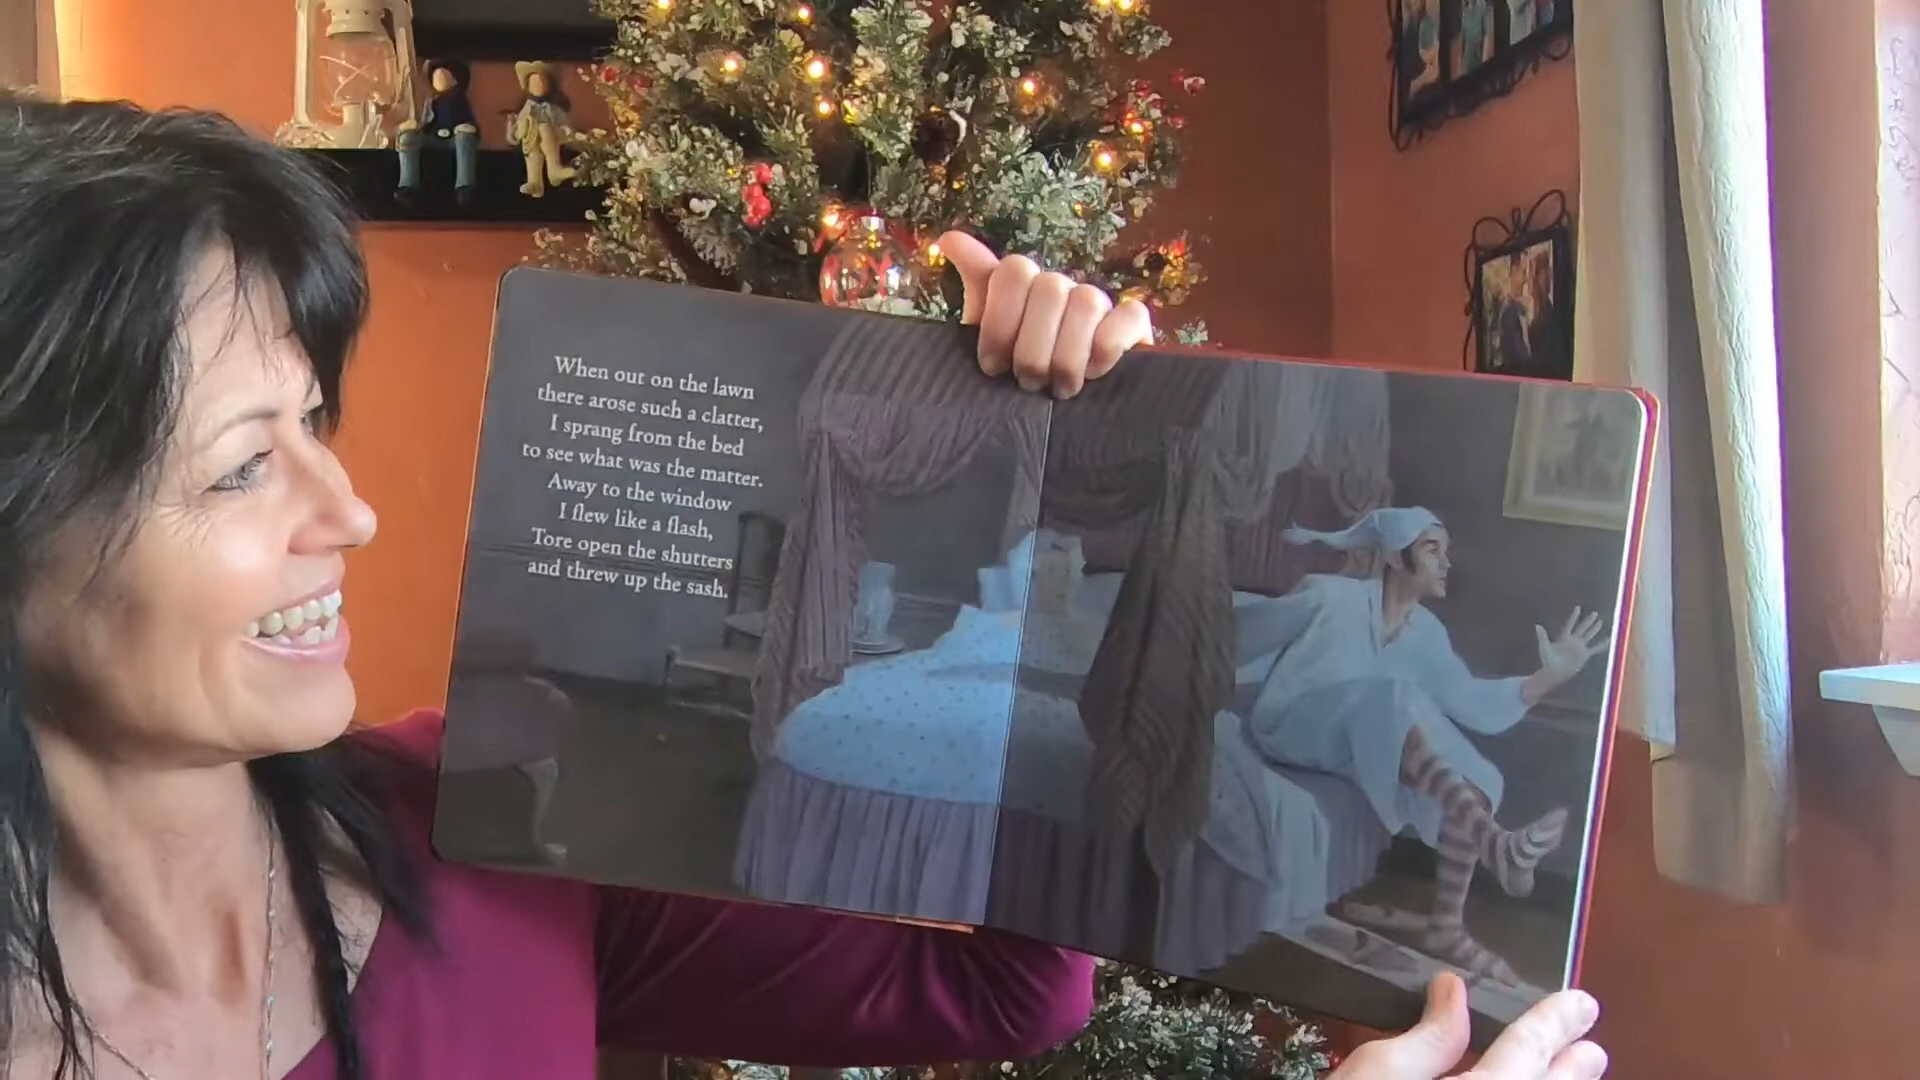 When out on the lawn
there arose such a clatter,
I sprang from the bed
to see what was the matter.
Away to the window
I flew like a flash,
Tore open the shutters
and threw up the sash.